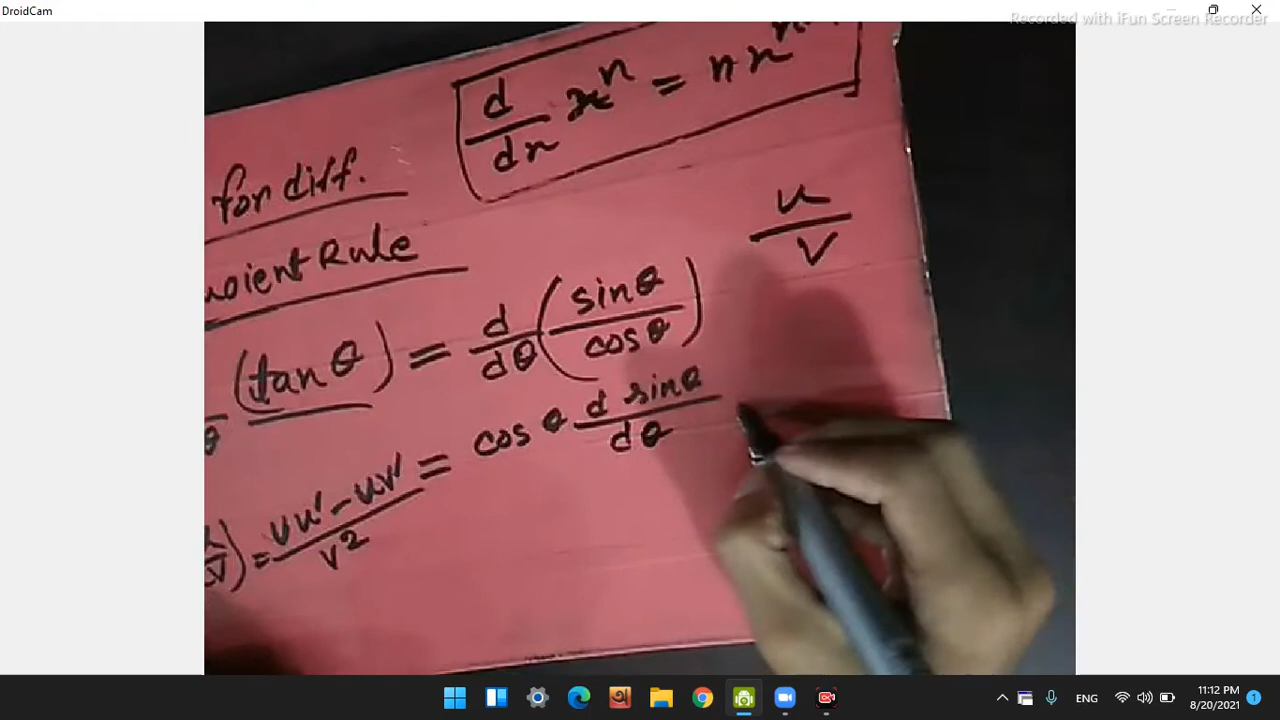 DroidCam
Recorded with iFun Screen Recorder
d/dx x^n = n x^n
for diff.
uoient Rule
u/v
(tan θ) = d/dθ (sin θ / cos θ)
θ
= cos θ d sin θ / dθ
v) = vu' - uv' / v²
ENG
11:12 PM
8/20/2021
1